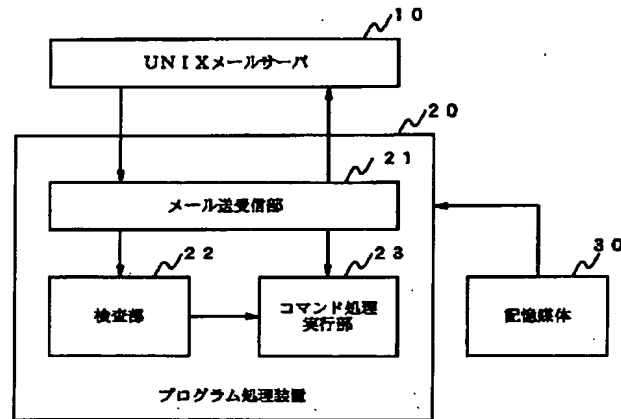 １０
ＵＮＩＸメールサーバ
２０
２１
メール送受信部
２２
２３
３０
検査部
コマンド処理
実行部
記憶媒体
プログラム処理装置